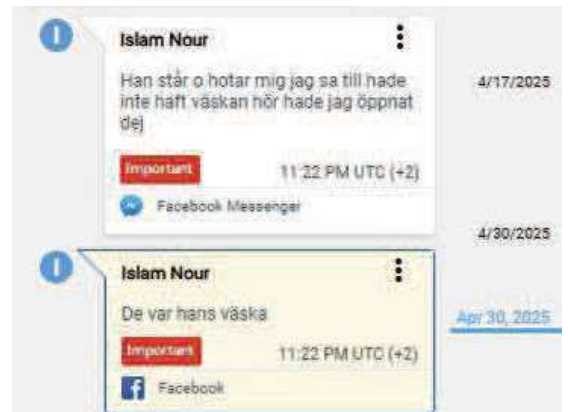 I
Islam Nour
Han står o hotar mig jag sa till hade
inte haft väskan hör hade jag öppnat
dej
Important
11:22 PM UTC (+2)
Facebook Messenger
4/17/2025
4/30/2025
I
Islam Nour
De var hans väska
Important
11:22 PM UTC (+2)
Facebook
Apr 30, 2025